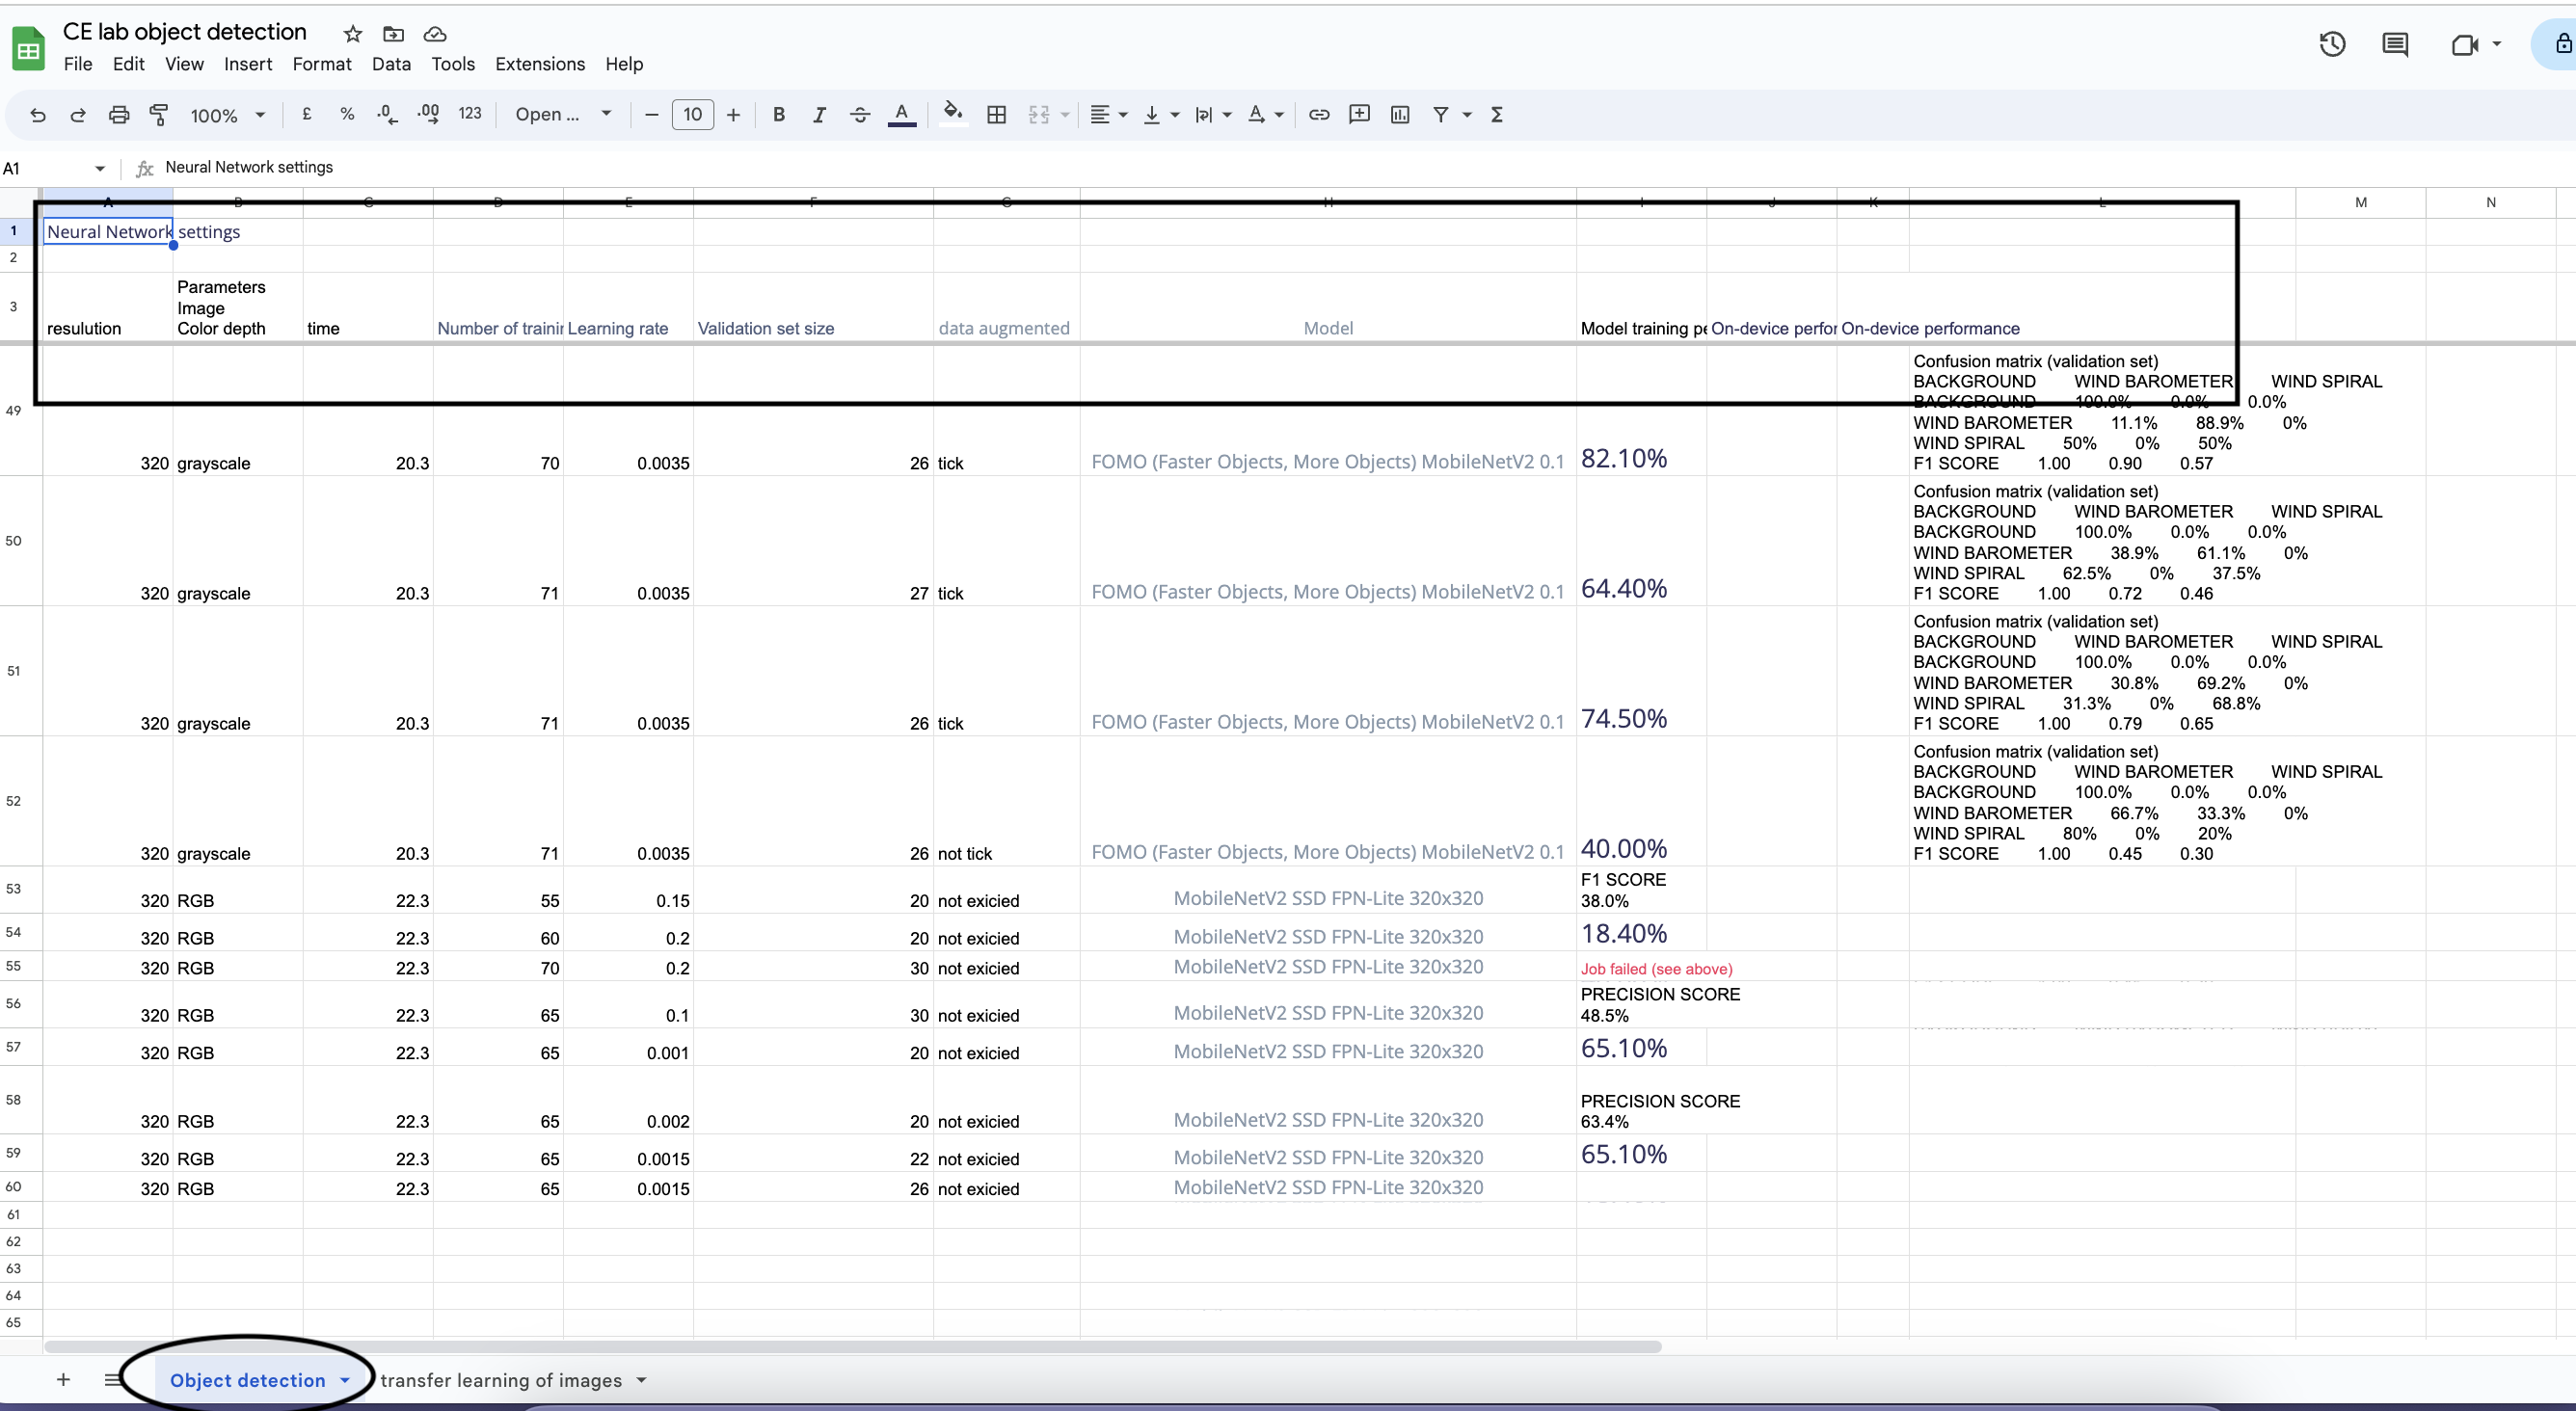 CE lab object detection
File Edit View Insert Format Data Tools Extensions Help
100% £ % .0 .00 123 Open ... 10 B I A Σ
A1 fx Neural Network settings
A B C D E F G H I J K L M N
1 Neural Network settings
2
Parameters
Image
3 resulution Color depth time Number of traini Learning rate Validation set size data augmented Model Model training pe On-device perfor On-device performance
Confusion matrix (validation set)
BACKGROUND WIND BAROMETER WIND SPIRAL
BACKGROUND 100.0% 0.0% 0.0%
WIND BAROMETER 11.1% 88.9% 0%
WIND SPIRAL 50% 0% 50%
49 320 grayscale 20.3 70 0.0035 26 tick FOMO (Faster Objects, More Objects) MobileNetV2 0.1 82.10% F1 SCORE 1.00 0.90 0.57
Confusion matrix (validation set)
BACKGROUND WIND BAROMETER WIND SPIRAL
BACKGROUND 100.0% 0.0% 0.0%
WIND BAROMETER 38.9% 61.1% 0%
WIND SPIRAL 62.5% 0% 37.5%
50 320 grayscale 20.3 71 0.0035 27 tick FOMO (Faster Objects, More Objects) MobileNetV2 0.1 64.40% F1 SCORE 1.00 0.72 0.46
Confusion matrix (validation set)
BACKGROUND WIND BAROMETER WIND SPIRAL
BACKGROUND 100.0% 0.0% 0.0%
WIND BAROMETER 30.8% 69.2% 0%
WIND SPIRAL 31.3% 0% 68.8%
51 320 grayscale 20.3 71 0.0035 26 tick FOMO (Faster Objects, More Objects) MobileNetV2 0.1 74.50% F1 SCORE 1.00 0.79 0.65
Confusion matrix (validation set)
BACKGROUND WIND BAROMETER WIND SPIRAL
BACKGROUND 100.0% 0.0% 0.0%
WIND BAROMETER 66.7% 33.3% 0%
WIND SPIRAL 80% 0% 20%
52 320 grayscale 20.3 71 0.0035 26 not tick FOMO (Faster Objects, More Objects) MobileNetV2 0.1 40.00% F1 SCORE 1.00 0.45 0.30
F1 SCORE
53 320 RGB 22.3 55 0.15 20 not exicied MobileNetV2 SSD FPN-Lite 320x320 38.0%
54 320 RGB 22.3 60 0.2 20 not exicied MobileNetV2 SSD FPN-Lite 320x320 18.40%
55 320 RGB 22.3 70 0.2 30 not exicied MobileNetV2 SSD FPN-Lite 320x320 Job failed (see above)
PRECISION SCORE
56 320 RGB 22.3 65 0.1 30 not exicied MobileNetV2 SSD FPN-Lite 320x320 48.5%
57 320 RGB 22.3 65 0.001 20 not exicied MobileNetV2 SSD FPN-Lite 320x320 65.10%
PRECISION SCORE
58 320 RGB 22.3 65 0.002 20 not exicied MobileNetV2 SSD FPN-Lite 320x320 63.4%
59 320 RGB 22.3 65 0.0015 22 not exicied MobileNetV2 SSD FPN-Lite 320x320 65.10%
60 320 RGB 22.3 65 0.0015 26 not exicied MobileNetV2 SSD FPN-Lite 320x320
61
62
63
64
65
+ Object detection transfer learning of images